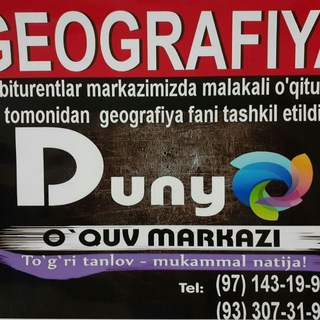 GEOGRAFIYA
biturentlar markazimizda malakali o'qitu
tomonidan geografiya fani tashkil etildi
Duny
O`QUV MARKAZI
To`g`ri tanlov - mukammal natija!
Tel: (97) 143-19-9
(93) 307-31-9